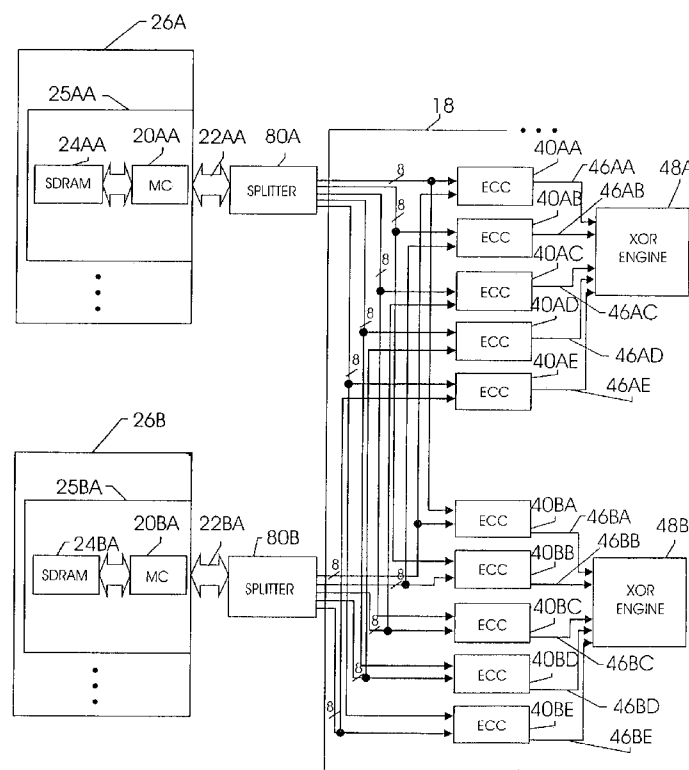 26A
25AA
24AA
20AA
22AA
80A
18
SDRAM
MC
SPLITTER
8
8
8
8
8
ECC
40AA
46AA
48A
ECC
40AB
46AB
XOR
ENGINE
ECC
40AC
46AC
ECC
40AD
46AD
ECC
40AE
46AE
26B
25BA
24BA
20BA
22BA
80B
SDRAM
MC
SPLITTER
8
8
8
8
8
ECC
40BA
46BA
48B
ECC
40BB
46BB
XOR
ENGINE
ECC
40BC
46BC
ECC
40BD
46BD
ECC
40BE
46BE